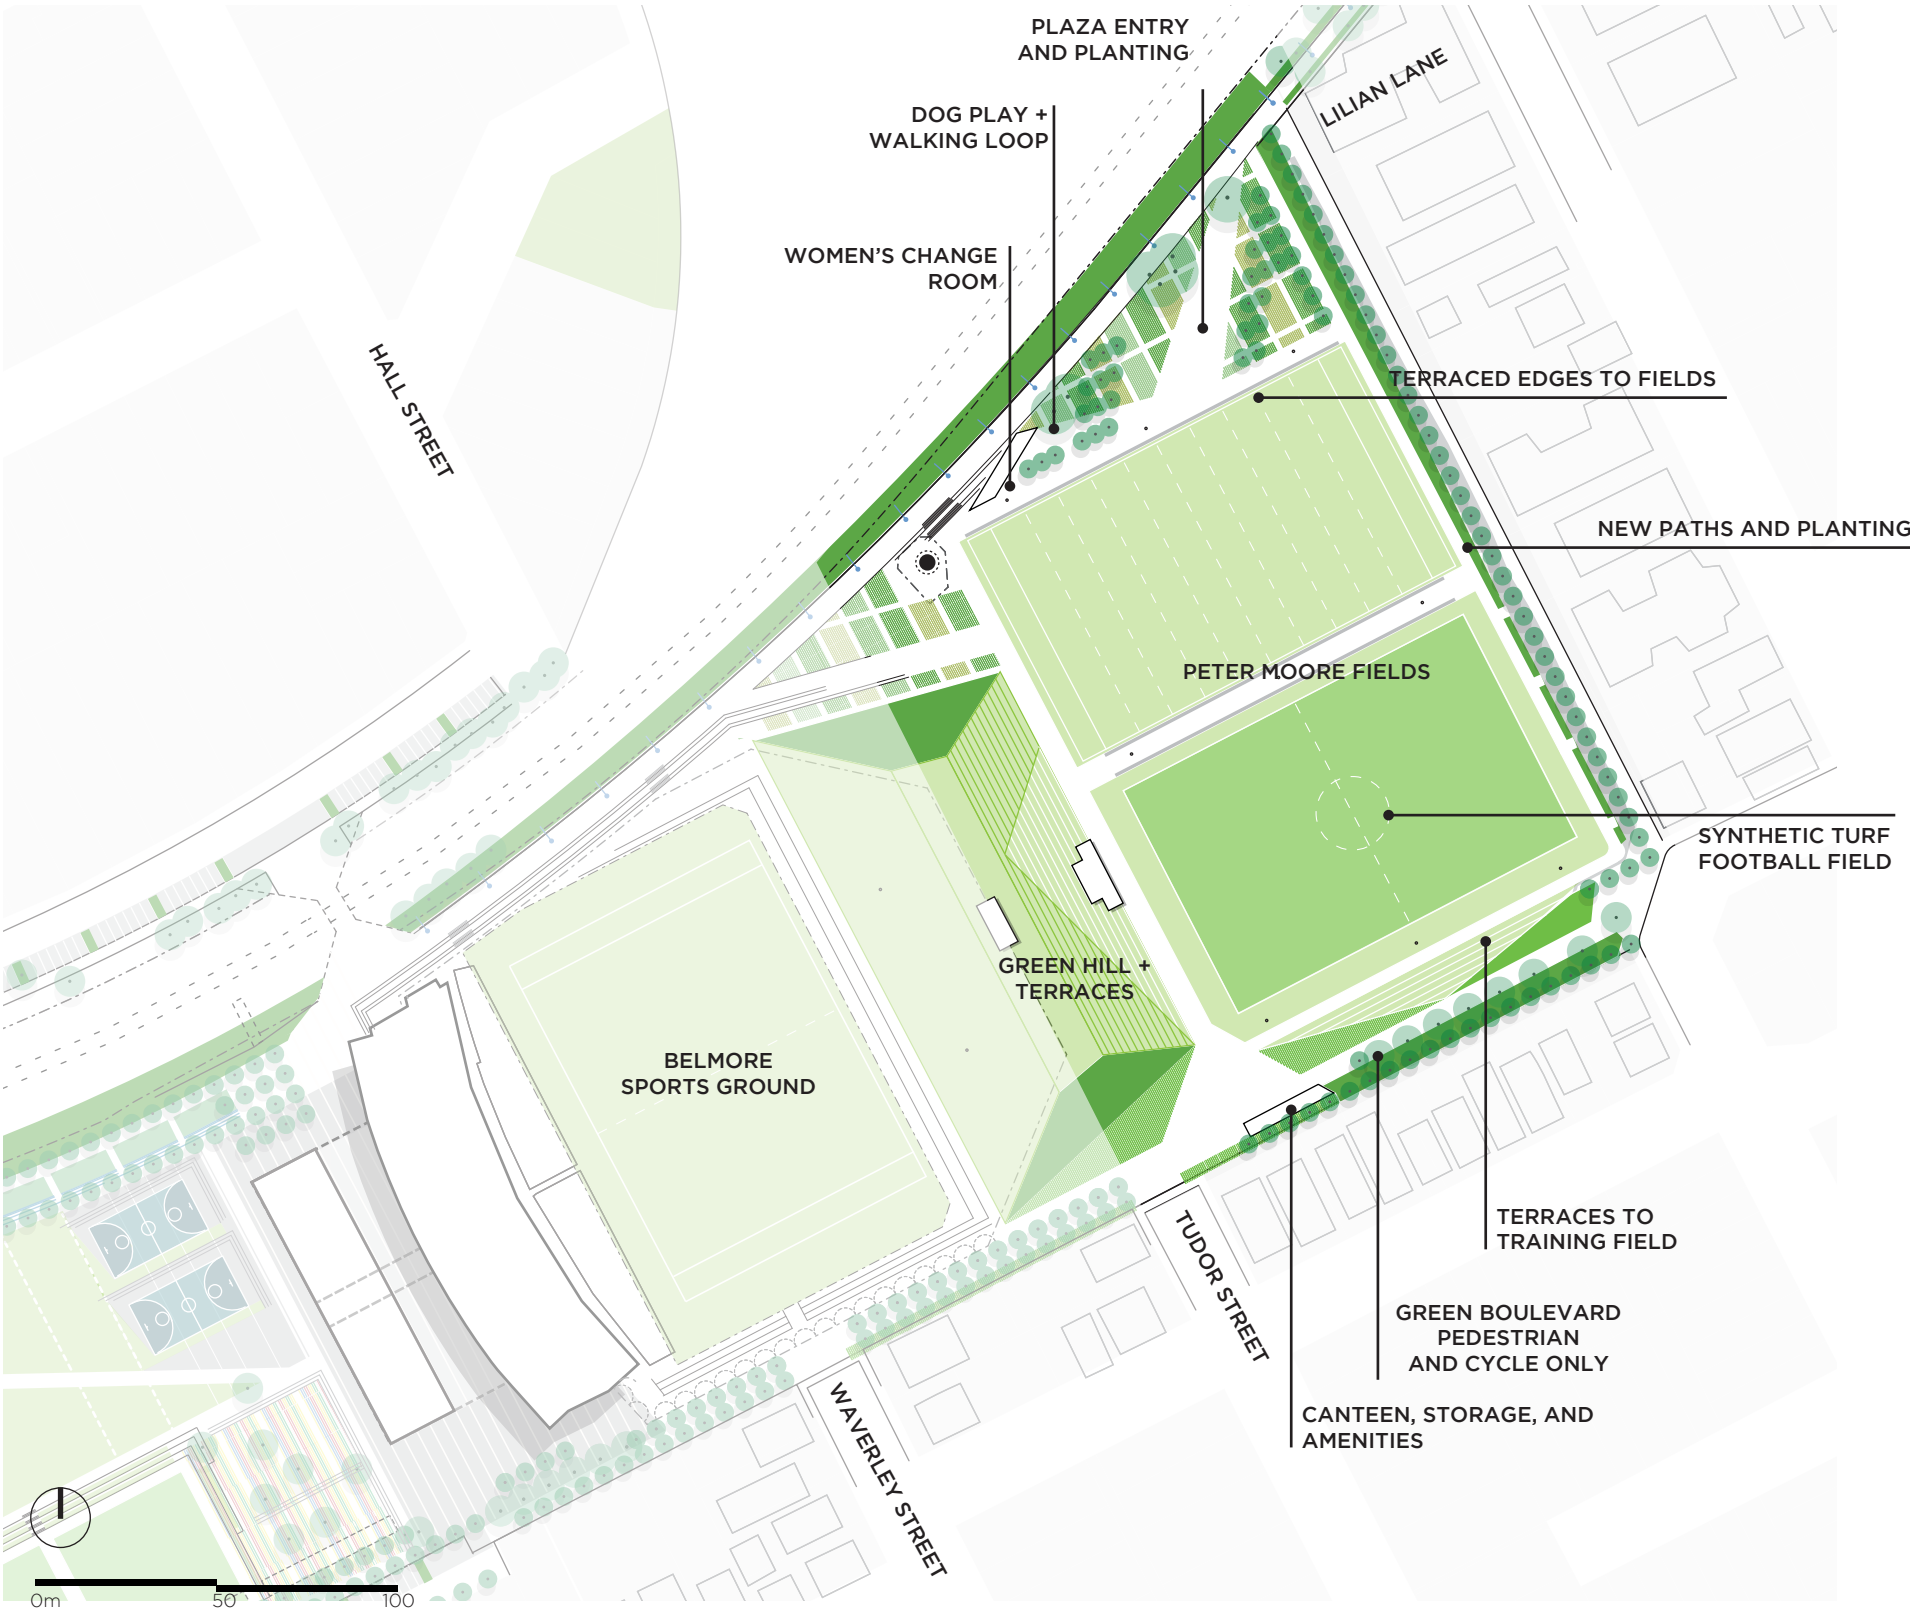 PLAZA ENTRY
AND PLANTING
LILIAN LANE
DOG PLAY +
WALKING LOOP
WOMEN'S CHANGE
ROOM
HALL STREET
TERRACED EDGES TO FIELDS
NEW PATHS AND PLANTING
PETER MOORE FIELDS
SYNTHETIC TURF
FOOTBALL FIELD
GREEN HILL +
TERRACES
BELMORE
SPORTS GROUND
TERRACES TO
TRAINING FIELD
TUDOR STREET
GREEN BOULEVARD
PEDESTRIAN
AND CYCLE ONLY
WAVERLEY STREET
CANTEEN, STORAGE, AND
AMENITIES
0m 50 100